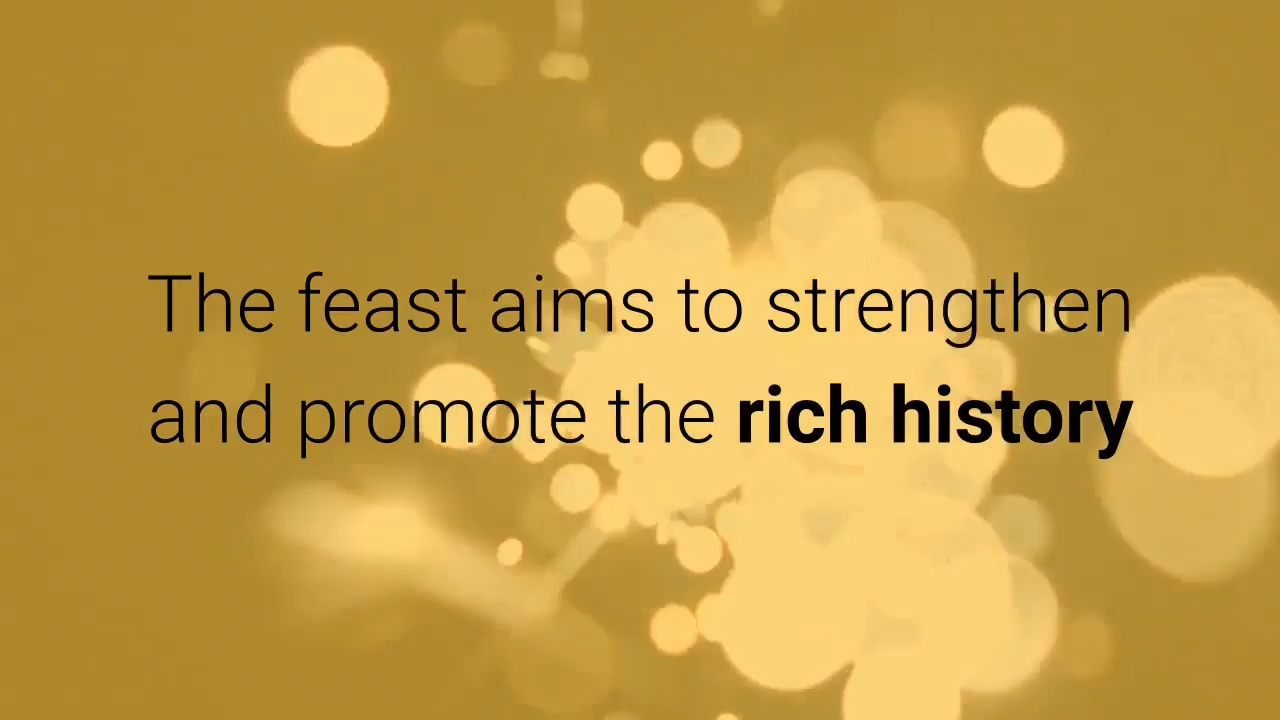 The feast aims to strengthen
and promote the rich history